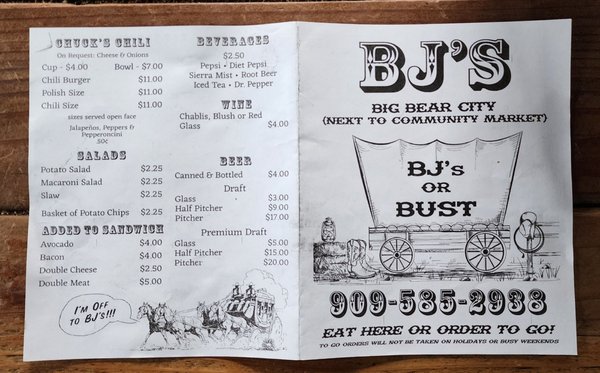 CHUCK'S CHILI
On Request: Cheese & Onions
Cup - $4.00 Bowl - $7.00
Chili Burger $11.00
Polish Size $11.00
Chili Size $11.00
sizes served open face
Jalapeños, Peppers &
Pepperoncini
50¢
SALADS
Potato Salad $2.25
Macaroni Salad $2.25
Slaw $2.25
Basket of Potato Chips $2.25
ADDED TO SANDWICH
Avocado $4.00
Bacon $4.00
Double Cheese $2.50
Double Meat $5.00
I'M OFF
TO BJ'S!!!
BEVERAGES
$2.50
Pepsi • Diet Pepsi
Sierra Mist • Root Beer
Iced Tea • Dr. Pepper
WINE
Chablis, Blush or Red
Glass $4.00
BEER
Canned & Bottled $4.00
Draft
Glass $3.00
Half Pitcher $9.00
Pitcher $17.00
Premium Draft
Glass $5.00
Half Pitcher $15.00
Pitcher $20.00
BJ'S
BIG BEAR CITY
(NEXT TO COMMUNITY MARKET)
BJ's
OR
BUST
909-585-2938
EAT HERE OR ORDER TO GO!
TO GO ORDERS WILL NOT BE TAKEN ON HOLIDAYS OR BUSY WEEKENDS